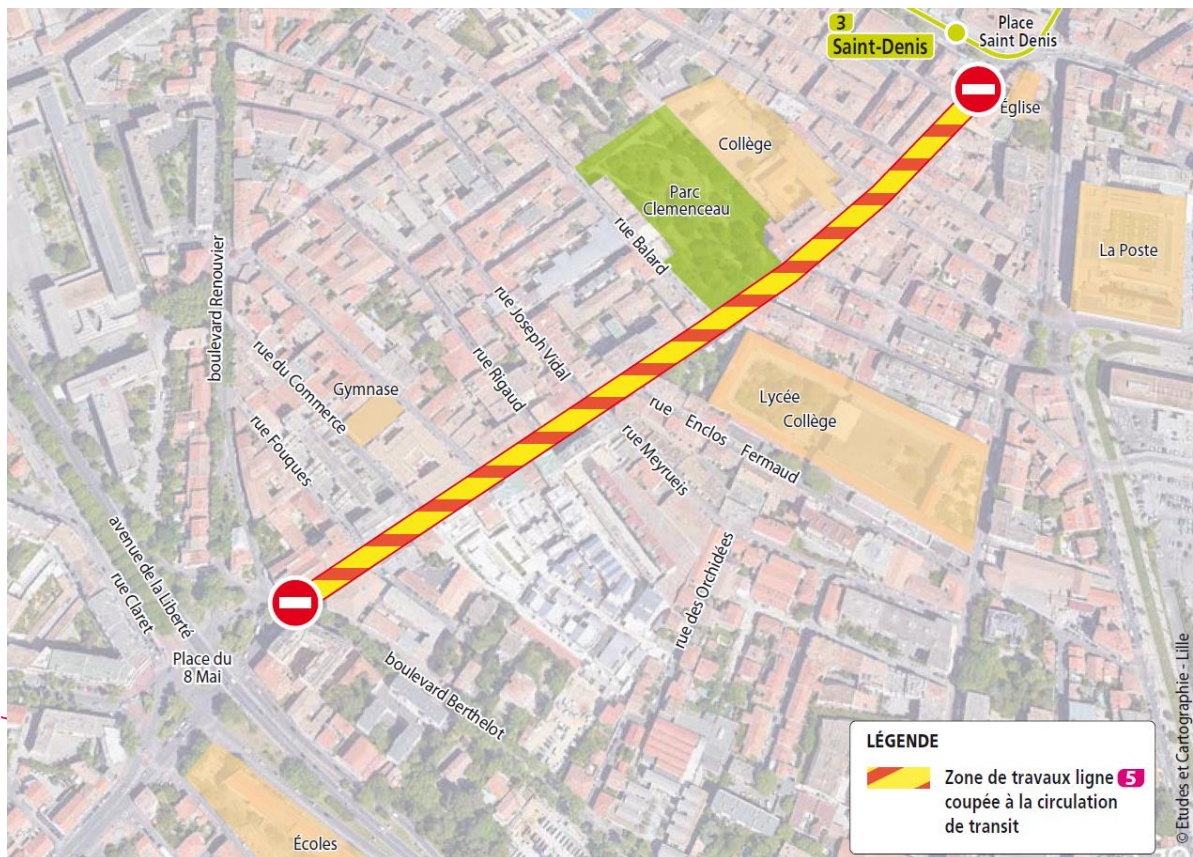 3
Saint-Denis
Place
Saint Denis
Église
Collège
Parc
Clemenceau
La Poste
rue Balard
boulevard Renouvier
rue Joseph Vidal
rue du Commerce
Gymnase
rue Rigaud
rue Fouques
Lycée
Collège
rue Enclos Fermaud
rue Meyrueis
avenue de la Liberté
rue Claret
rue des Orchidées
Place du
8 Mai
boulevard Berthelot
Écoles
LÉGENDE
Zone de travaux ligne 5
coupée à la circulation
de transit
© Etudes et Cartographie - Lille